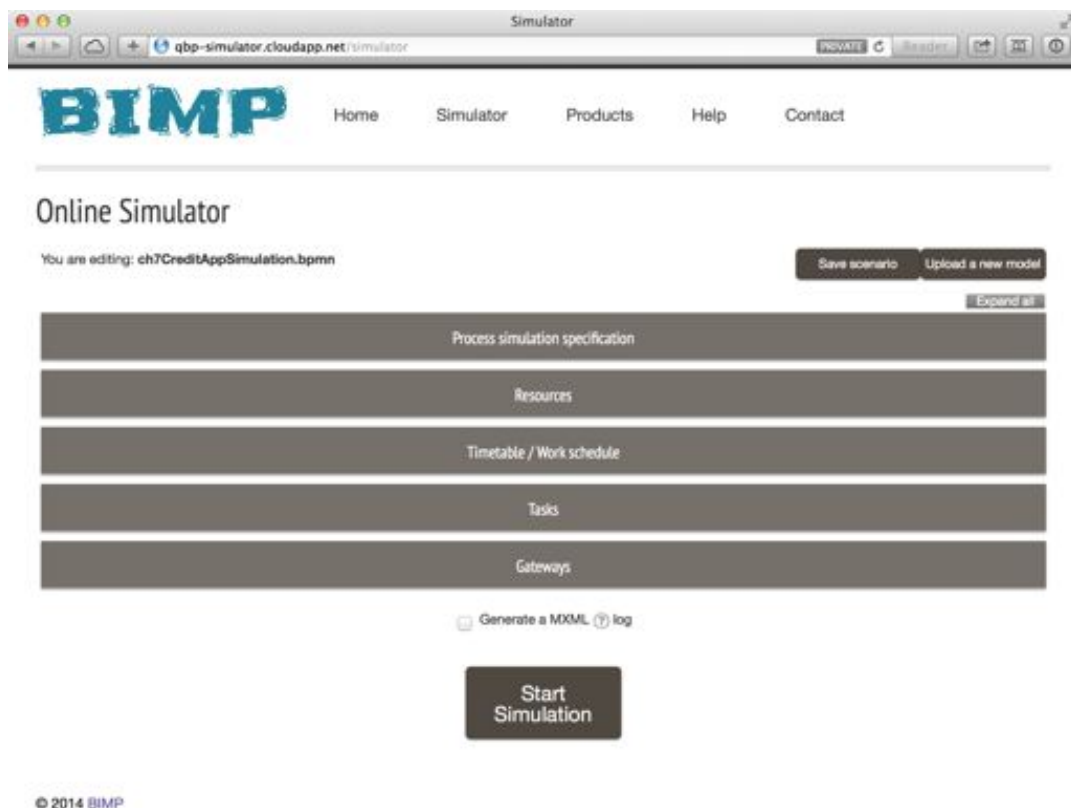 Simulator
qbp-simulator.cloudapp.net/simulator PRIVATE Reader
BIMP Home Simulator Products Help Contact
Online Simulator
You are editing: ch7CreditAppSimulation.bpmn
Save scenario Upload a new model
Expand all
Process simulation specification
Resources
Timetable / Work schedule
Tasks
Gateways
Generate a MXML ? log
Start
Simulation
© 2014 BIMP